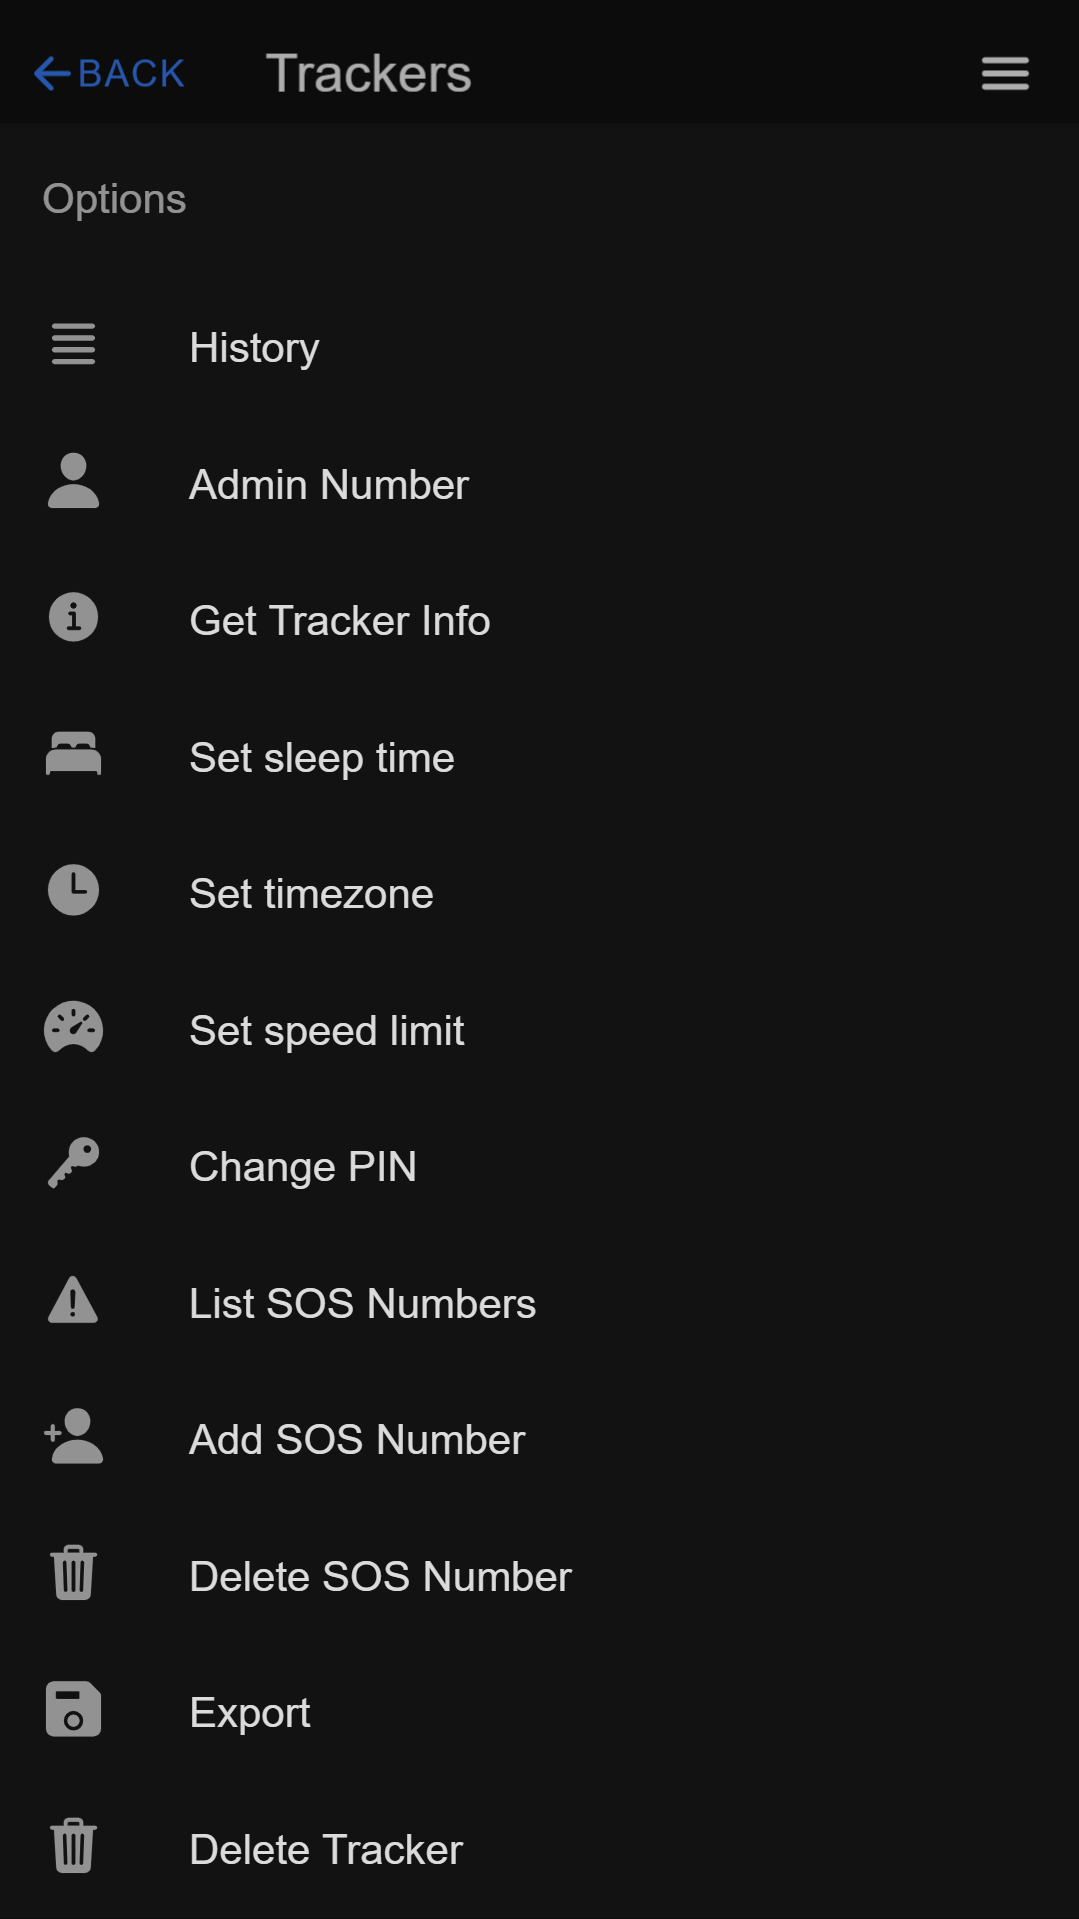 BACK Trackers
Options
History
Admin Number
Get Tracker Info
Set sleep time
Set timezone
Set speed limit
Change PIN
List SOS Numbers
Add SOS Number
Delete SOS Number
Export
Delete Tracker